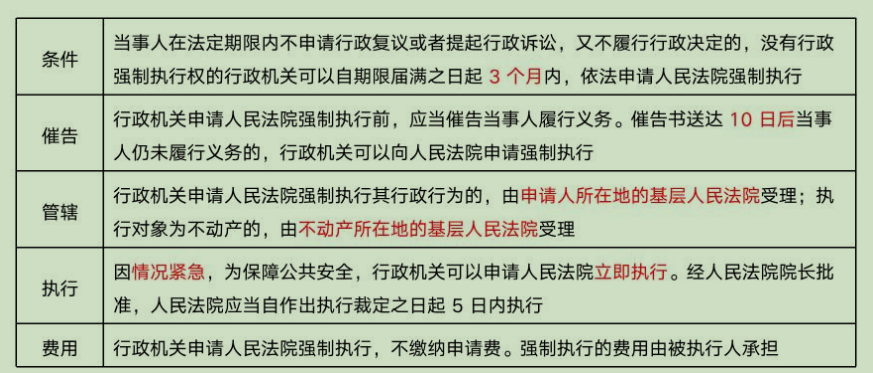 条件
当事人在法定期限内不申请行政复议或者提起行政诉讼，又不履行行政决定的，没有行政
强制执行权的行政机关可以自期限届满之日起 3 个月内，依法申请人民法院强制执行
催告
行政机关申请人民法院强制执行前，应当催告当事人履行义务。催告书送达 10 日后当事
人仍未履行义务的，行政机关可以向人民法院申请强制执行
管辖
行政机关申请人民法院强制执行其行政行为的，由申请人所在地的基层人民法院受理；执
行对象为不动产的，由不动产所在地的基层人民法院受理
执行
因情况紧急，为保障公共安全，行政机关可以申请人民法院立即执行。经人民法院院长批
准，人民法院应当自作出执行裁定之日起 5 日内执行
费用
行政机关申请人民法院强制执行，不缴纳申请费。强制执行的费用由被执行人承担